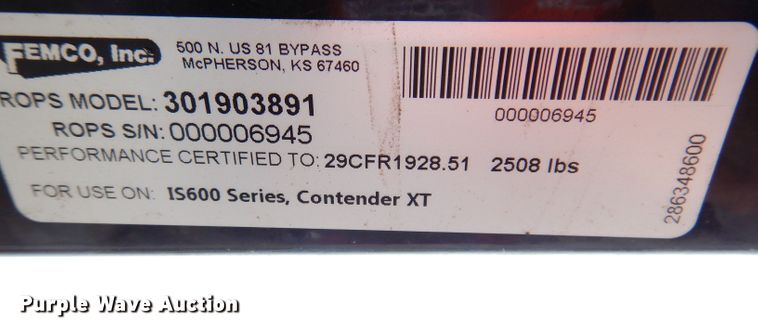 FEMCO, Inc.
500 N. US 81 BYPASS
McPHERSON, KS 67460
ROPS MODEL: 301903891
ROPS S/N: 000006945
000006945
PERFORMANCE CERTIFIED TO: 29CFR1928.51 2508 lbs
FOR USE ON: IS600 Series, Contender XT
286348600
Purple Wave Auction